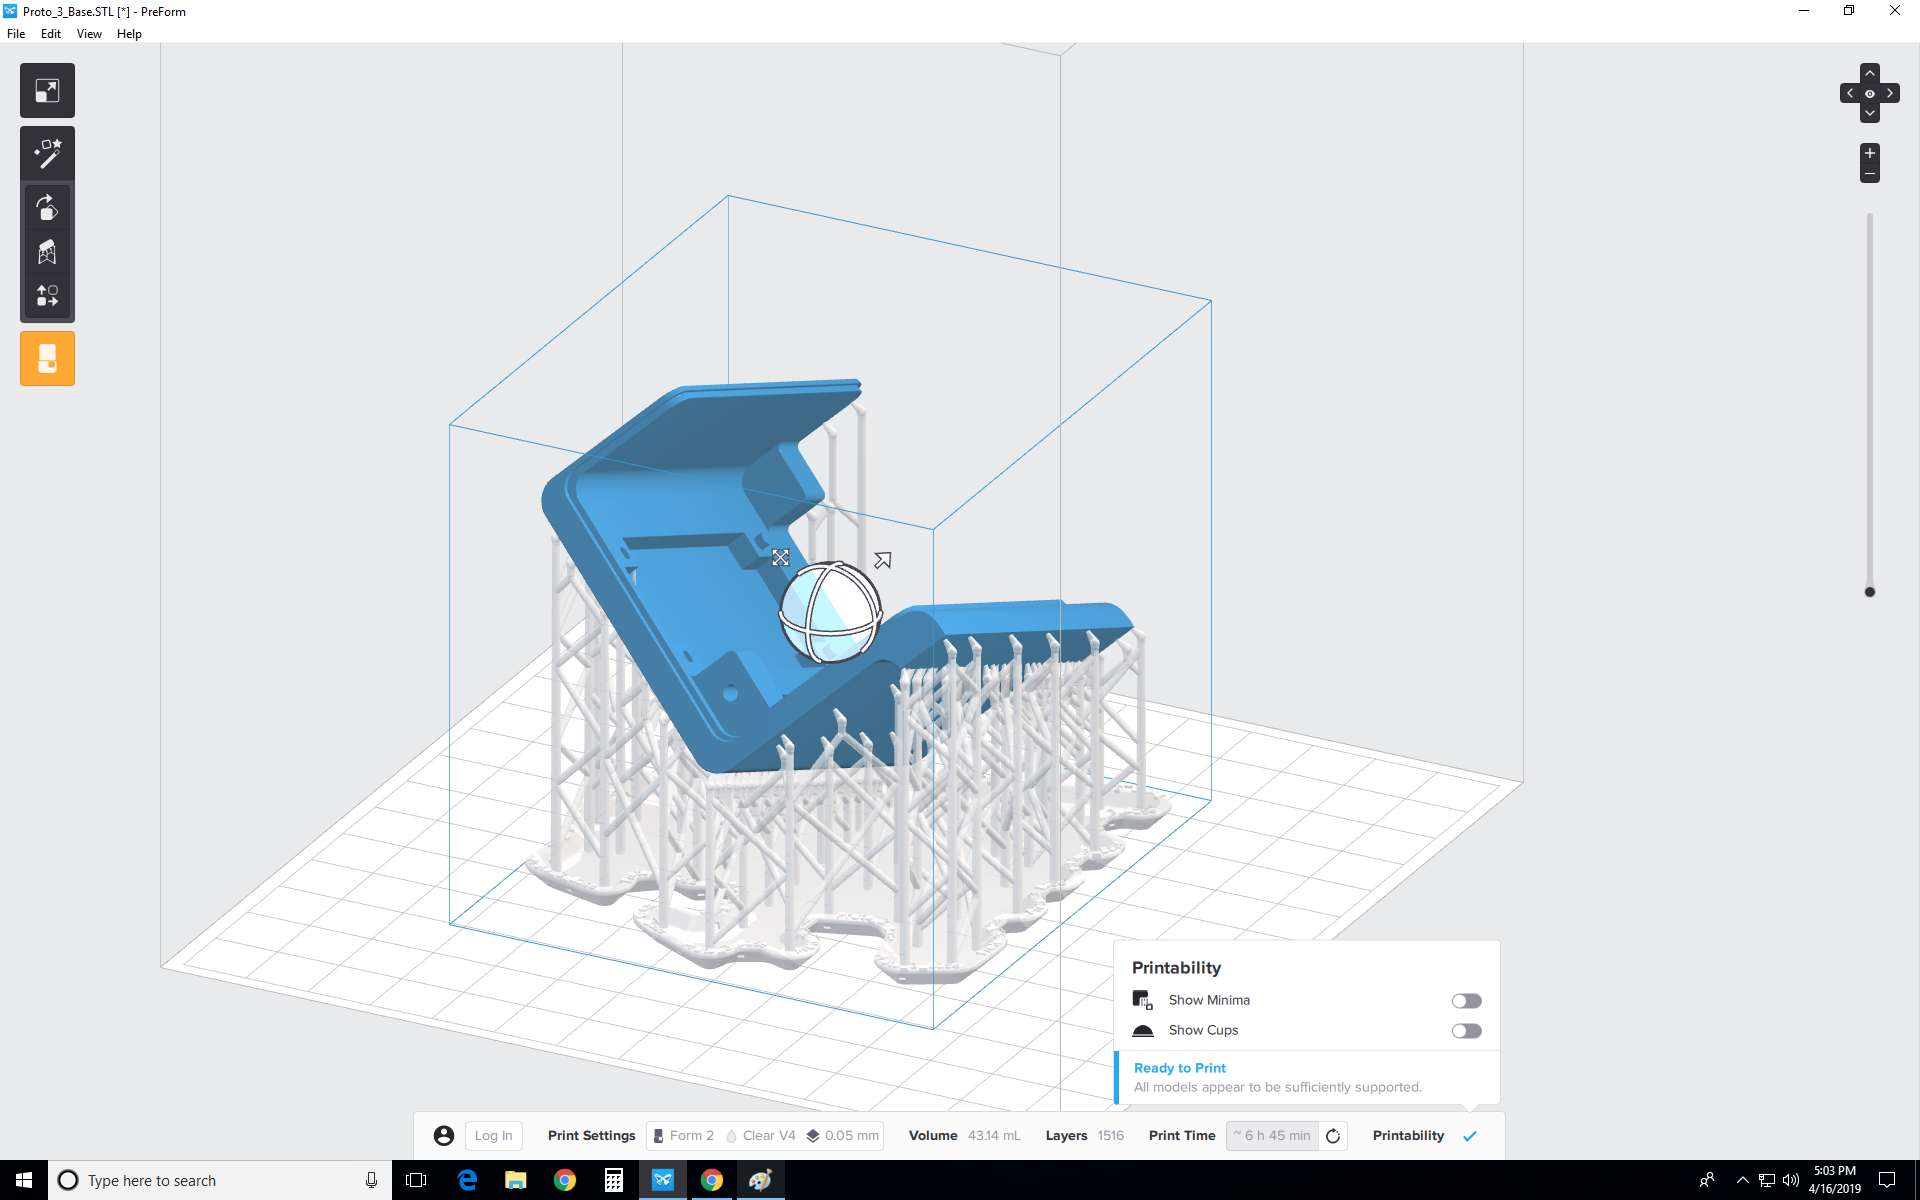 Proto_3_Base.STL [*] - PreForm
File Edit View Help
Printability
Show Minima
Show Cups
Ready to Print
All models appear to be sufficiently supported.
Log In Print Settings Form 2 Clear V4 0.05 mm Volume 43.14 mL Layers 1516 Print Time ~ 6 h 45 min Printability
Type here to search
5:03 PM
4/16/2019